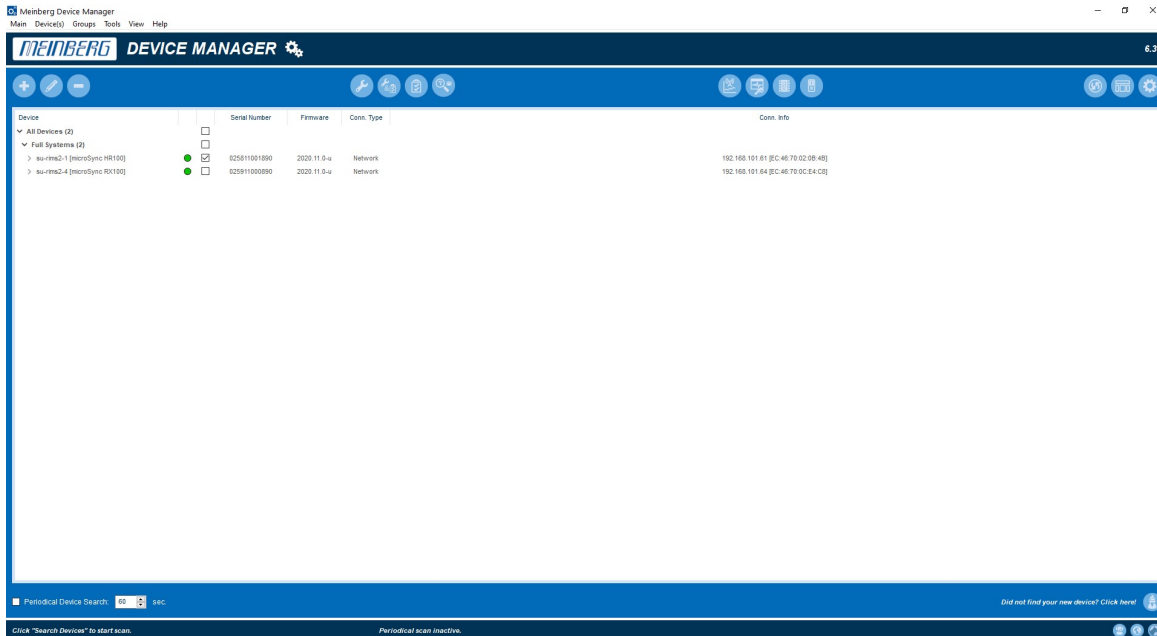 Meinberg Device Manager
Main Device(s) Groups Tools View Help
MEINBERG DEVICE MANAGER 6.3
Device Serial Number Firmware Conn. Type Conn. Info
All Devices (2)
Full Systems (2)
su-rims2-1 [microSync HR100] 025811001890 2020.11.0-u Network 192.168.101.61 [EC:46:70:02:0B:4B]
su-rims2-4 [microSync RX100] 025911000890 2020.11.0-u Network 192.168.101.64 [EC:46:70:0C:E4:C8]
Periodical Device Search: 60 sec. Did not find your new device? Click here!
Click "Search Devices" to start scan. Periodical scan inactive.